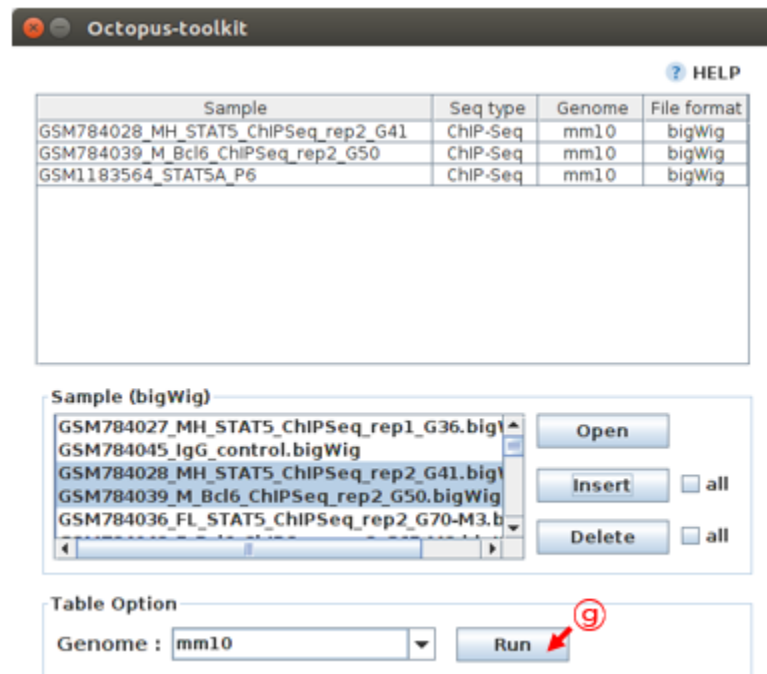 Octopus-toolkit
? HELP
Sample Seq type Genome File format
GSM784028_MH_STAT5_ChIPSeq_rep2_G41 ChIP-Seq mm10 bigWig
GSM784039_M_Bcl6_ChIPSeq_rep2_G50 ChIP-Seq mm10 bigWig
GSM1183564_STAT5A_P6 ChIP-Seq mm10 bigWig
Sample (bigWig)
GSM784027_MH_STAT5_ChIPSeq_rep1_G36.bigW
GSM784045_IgG_control.bigWig
GSM784028_MH_STAT5_ChIPSeq_rep2_G41.bigW
GSM784039_M_Bcl6_ChIPSeq_rep2_G50.bigWig
GSM784036_FL_STAT5_ChIPSeq_rep2_G70-M3.b
Open
Insert all
Delete all
Table Option
Genome : mm10 Run
g